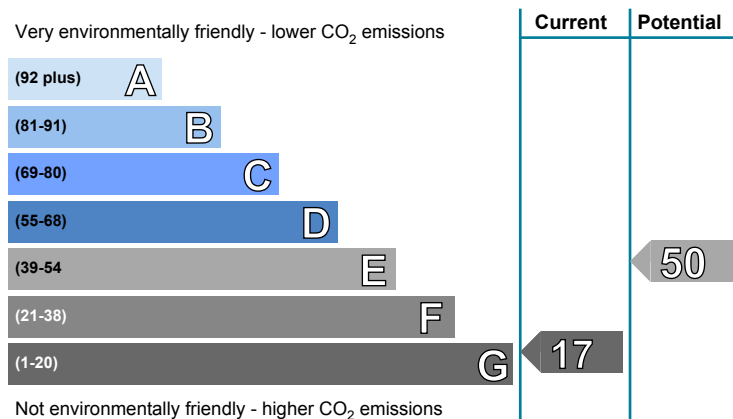 Current Potential
Very environmentally friendly - lower CO₂ emissions
(92 plus) A
(81-91) B
(69-80) C
(55-68) D
(39-54 E
50
(21-38) F
(1-20) G
17
Not environmentally friendly - higher CO₂ emissions